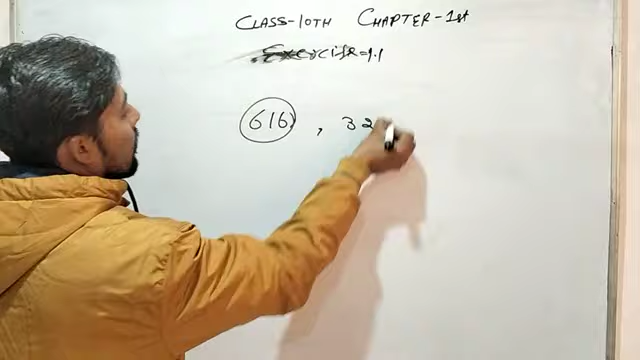 CLASS-10TH CHAPTER-1st
Exercise=1.1
616, 32